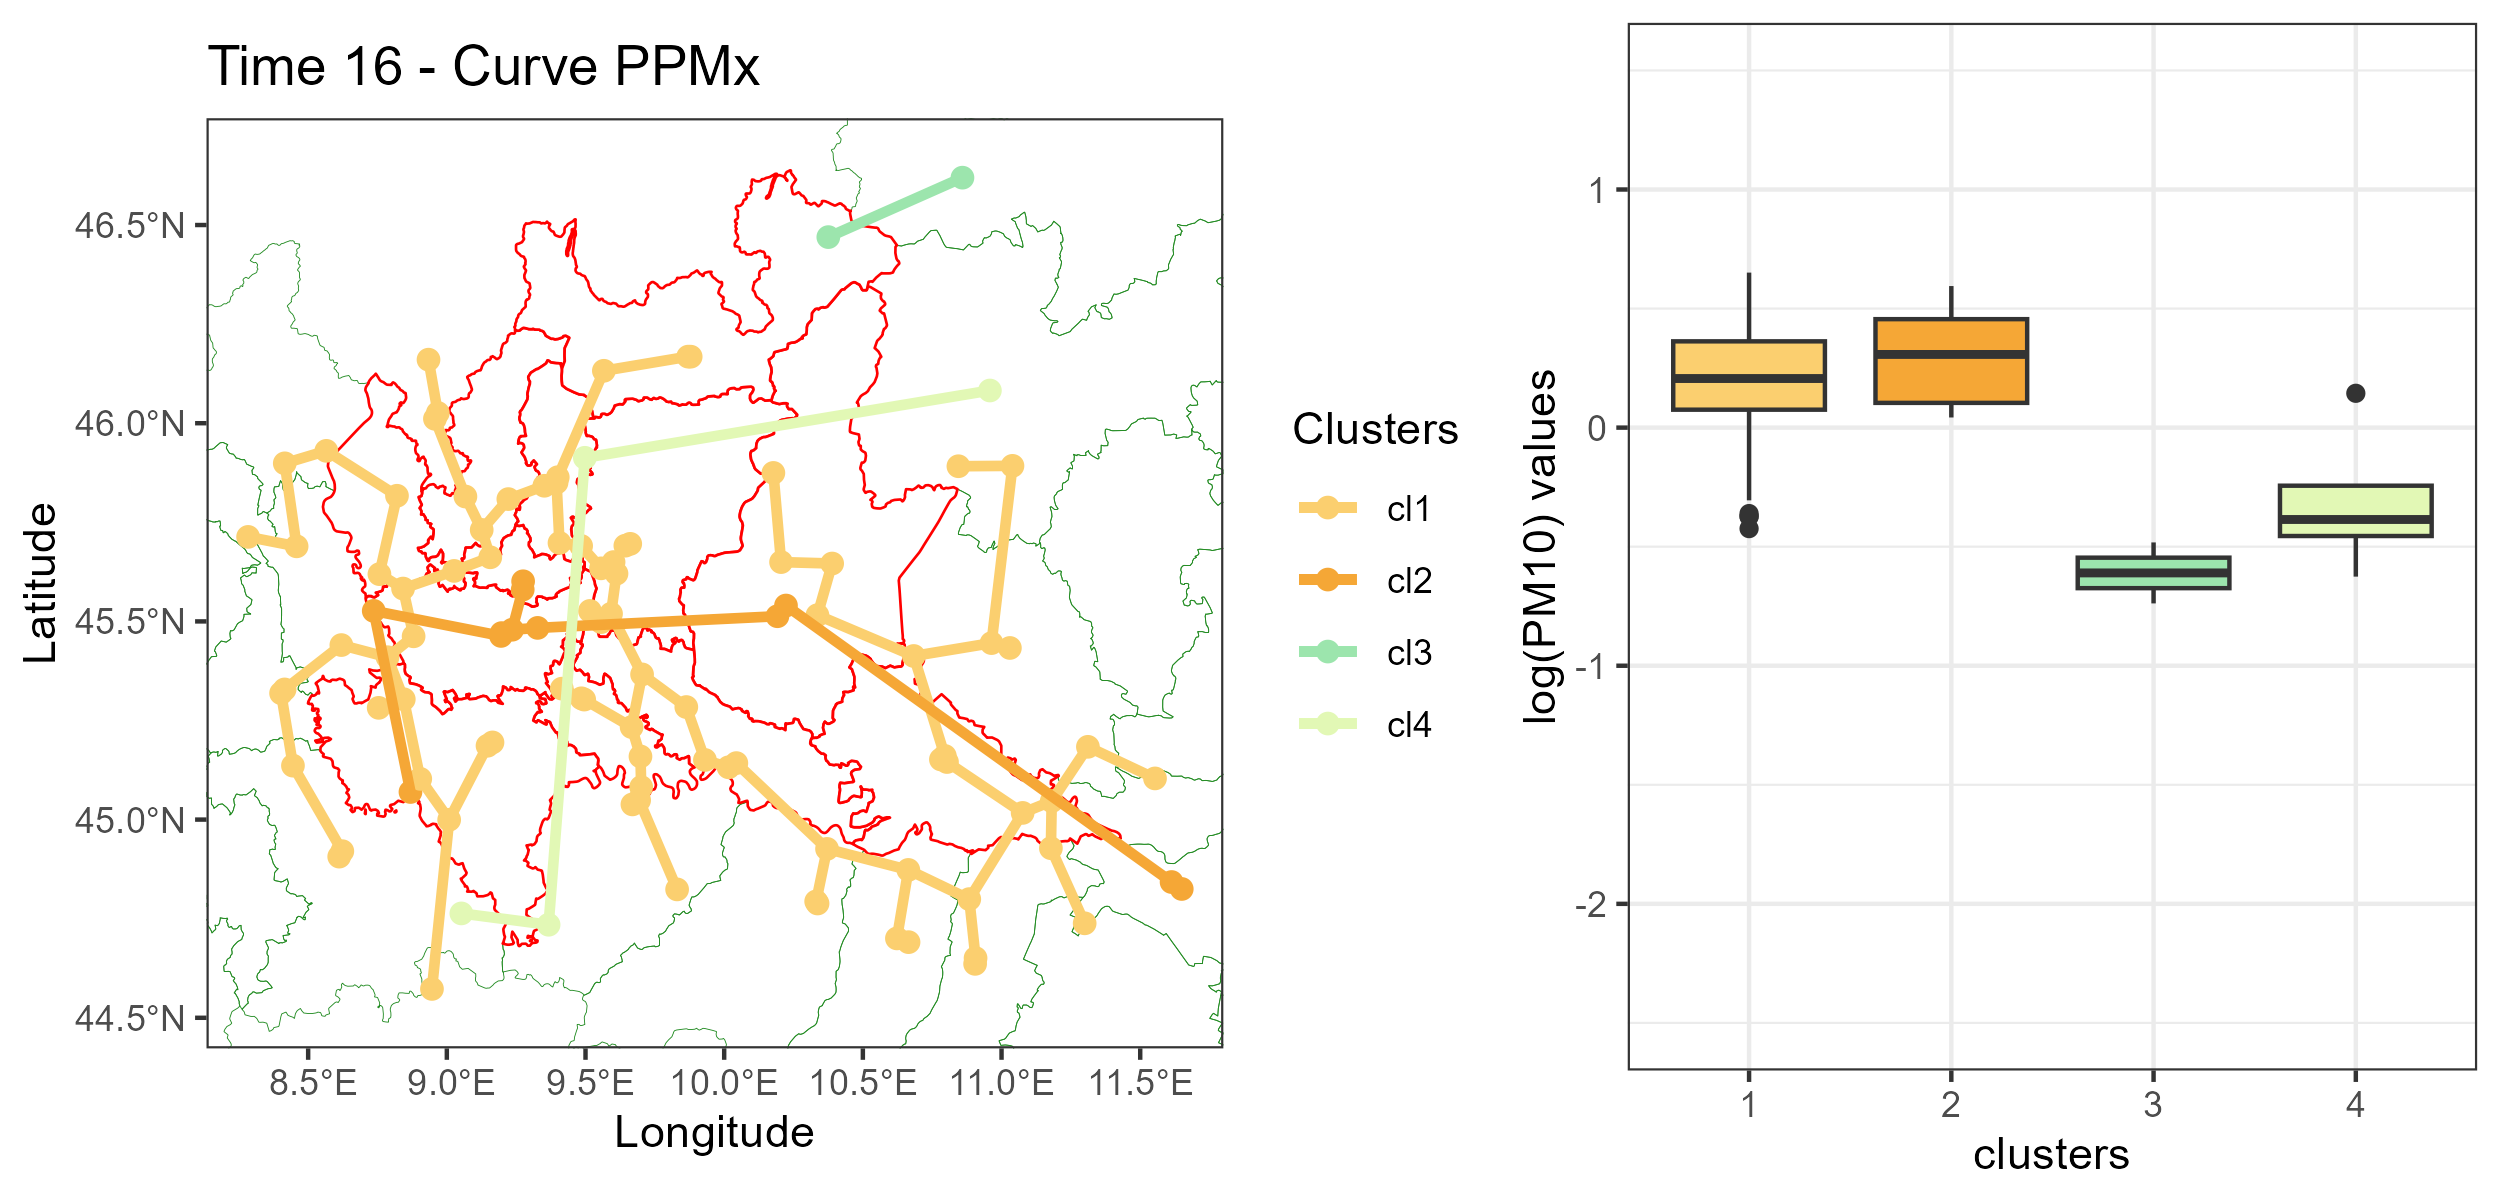 Time 16 - Curve PPMx
Latitude
46.5°N
46.0°N
45.5°N
45.0°N
44.5°N
8.5°E 9.0°E 9.5°E 10.0°E 10.5°E 11.0°E 11.5°E
Longitude
Clusters
cl1
cl2
cl3
cl4
log(PM10) values
1
0
-1
-2
1 2 3 4
clusters